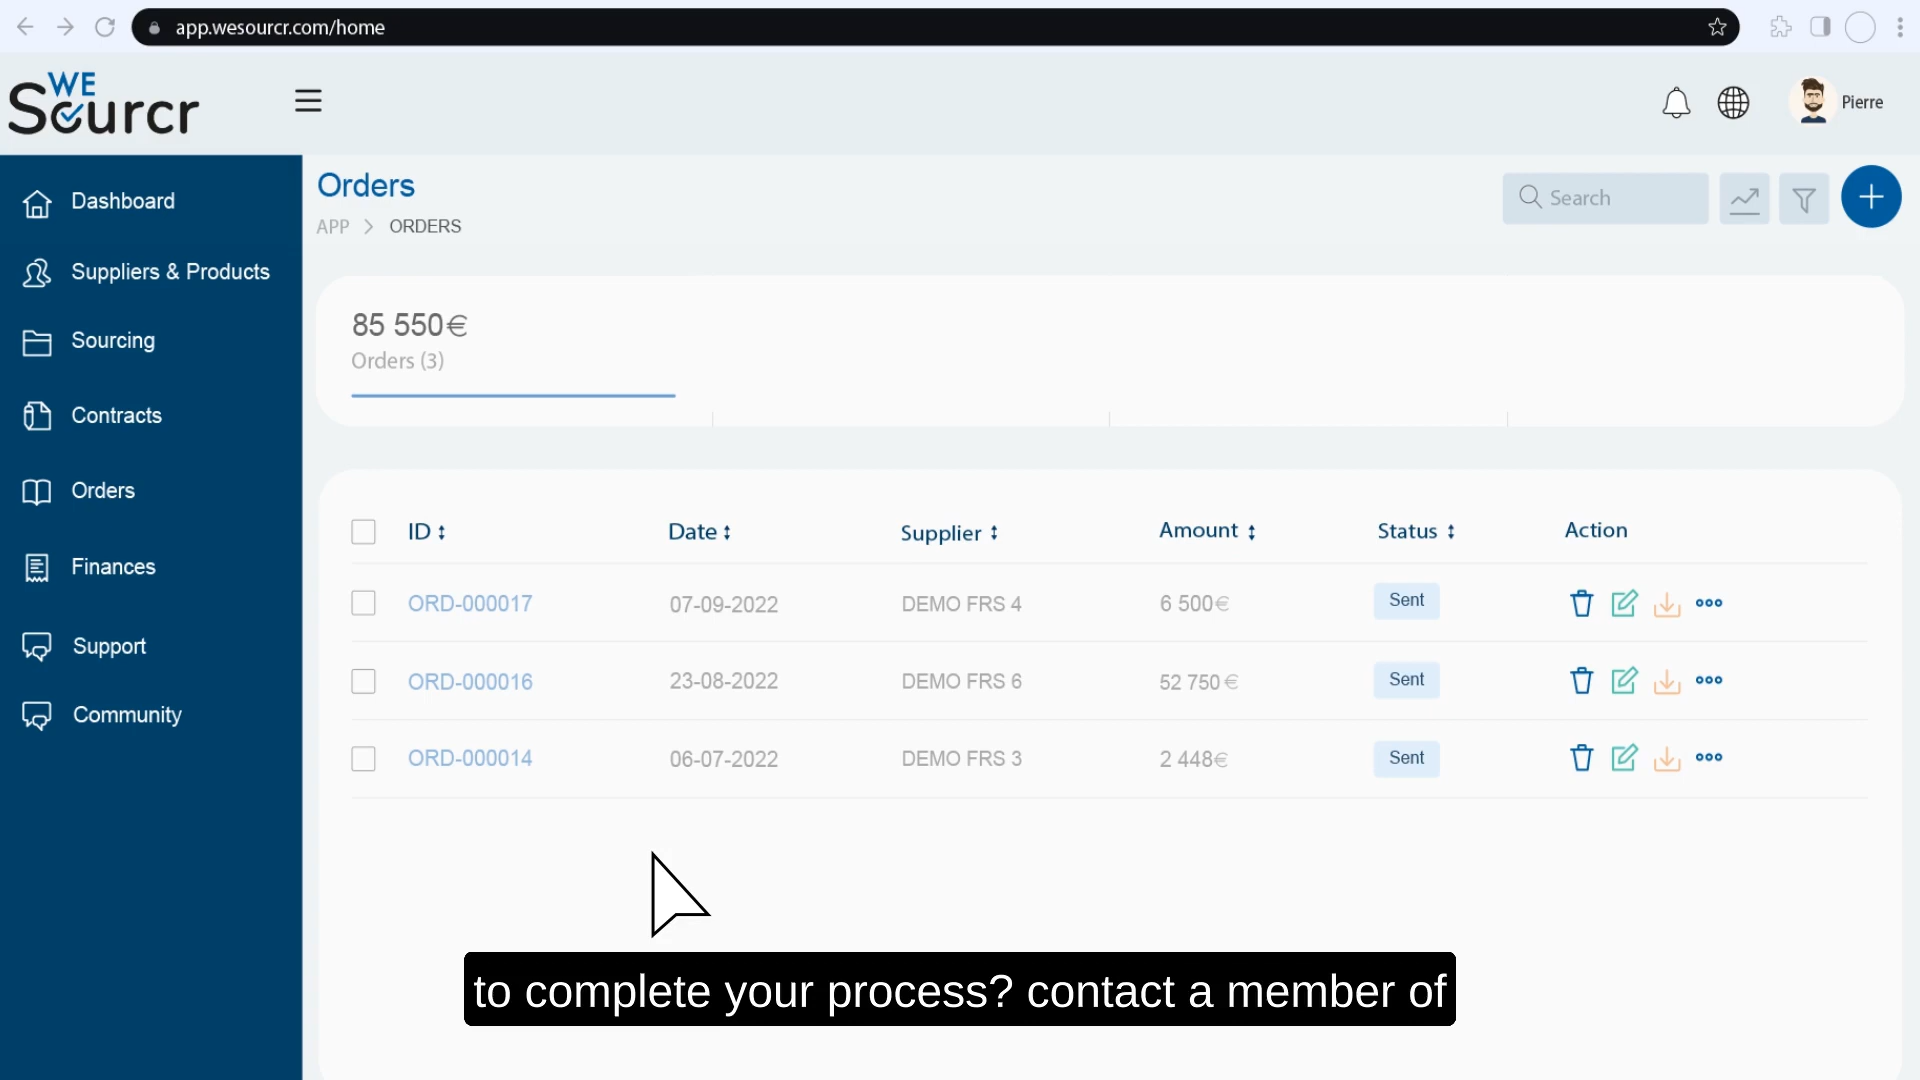 app.wesourcr.com/home
WE
Sourcr
Pierre
Dashboard
Suppliers & Products
Sourcing
Contracts
Orders
Finances
Support
Community
Orders
APP > ORDERS
Search
85 550€
Orders (3)
ID Date Supplier Amount Status Action
ORD-000017 07-09-2022 DEMO FRS 4 6 500€ Sent
ORD-000016 23-08-2022 DEMO FRS 6 52 750€ Sent
ORD-000014 06-07-2022 DEMO FRS 3 2 448€ Sent
to complete your process? contact a member of